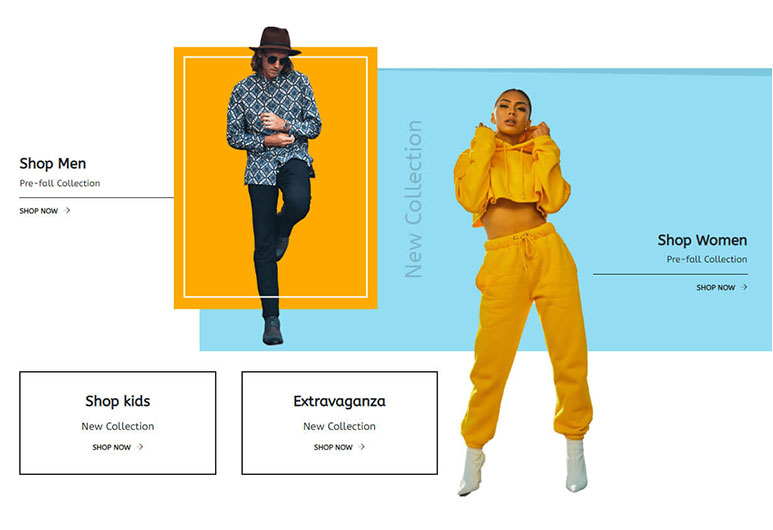 Shop Men
Pre-fall Collection
SHOP NOW
New Collection
Shop Women
Pre-fall Collection
SHOP NOW
Shop kids
New Collection
SHOP NOW
Extravaganza
New Collection
SHOP NOW